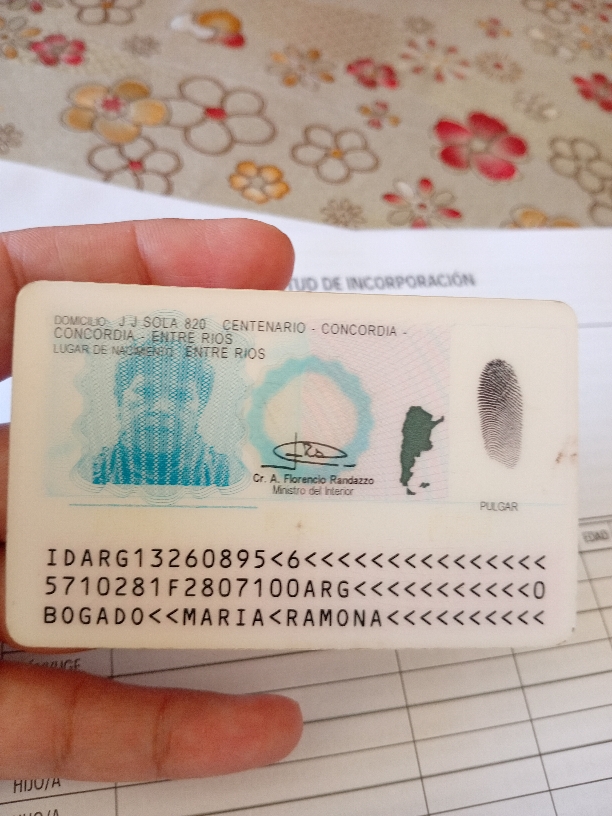 TUD DE INCORPORACIÓN
DOMICILIO: J J SOLA 820 CENTENARIO - CONCORDIA -
CONCORDIA - ENTRE RIOS
LUGAR DE NACIMIENTO: ENTRE RIOS
Cr. A. Florencio Randazzo
Ministro del Interior
PULGAR
IDARG13260895<6<<<<<<<<<<<<<<<
5710281F2807100ARG<<<<<<<<<<<0
BOGADO<<MARIA<RAMONA<<<<<<<<<<
EDAD
HIJO/A
HIJO/A